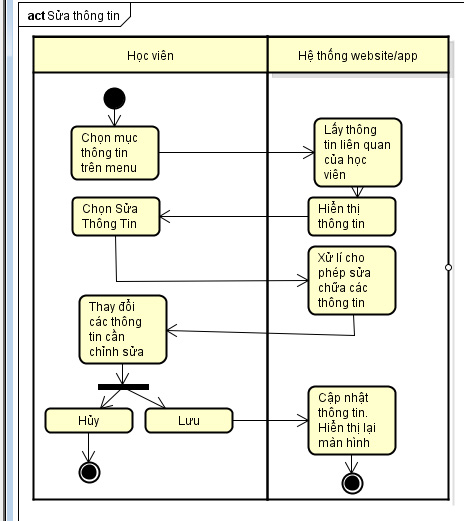 act Sửa thông tin
Học viên
Hệ thống website/app
Chọn mục
thông tin
trên menu
Lấy thông
tin liên quan
của học
viên
Chọn Sửa
Thông Tin
Hiển thị
thông tin
Xử lí cho
phép sửa
chữa các
thông tin
Thay đổi
các thông
tin cần
chỉnh sửa
Hủy
Lưu
Cập nhật
thông tin.
Hiển thị lại
màn hình